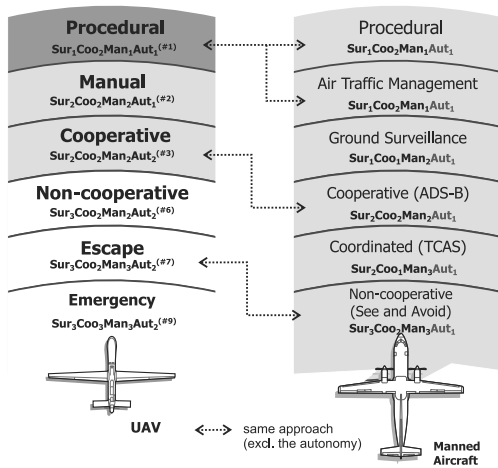 Procedural
Sur₁Coo₂Man₁Aut₁⁽#¹⁾
Manual
Sur₂Coo₂Man₂Aut₁⁽#²⁾
Cooperative
Sur₂Coo₂Man₂Aut₂⁽#³⁾
Non-cooperative
Sur₃Coo₂Man₂Aut₂⁽#⁶⁾
Escape
Sur₃Coo₂Man₃Aut₂⁽#⁷⁾
Emergency
Sur₃Coo₃Man₃Aut₂⁽#⁹⁾
UAV
Procedural
Sur₁Coo₂Man₁Aut₁
Air Traffic Management
Sur₁Coo₂Man₁Aut₁
Ground Surveillance
Sur₁Coo₁Man₂Aut₁
Cooperative (ADS-B)
Sur₂Coo₂Man₂Aut₁
Coordinated (TCAS)
Sur₂Coo₁Man₃Aut₁
Non-cooperative
(See and Avoid)
Sur₃Coo₂Man₃Aut₁
same approach
(excl. the autonomy)
Manned
Aircraft